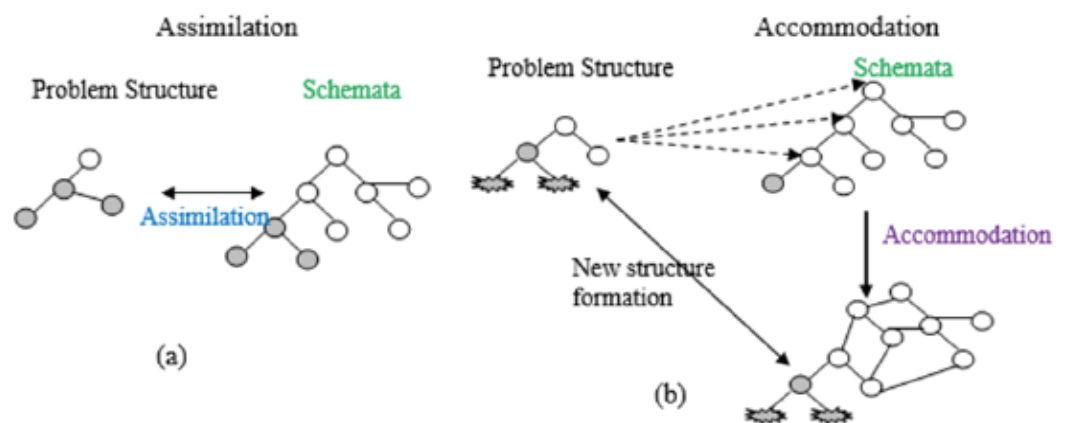 Assimilation
Problem Structure
Schemata
Assimilation
(a)
Accommodation
Problem Structure
Schemata
Accommodation
New structure
formation
(b)